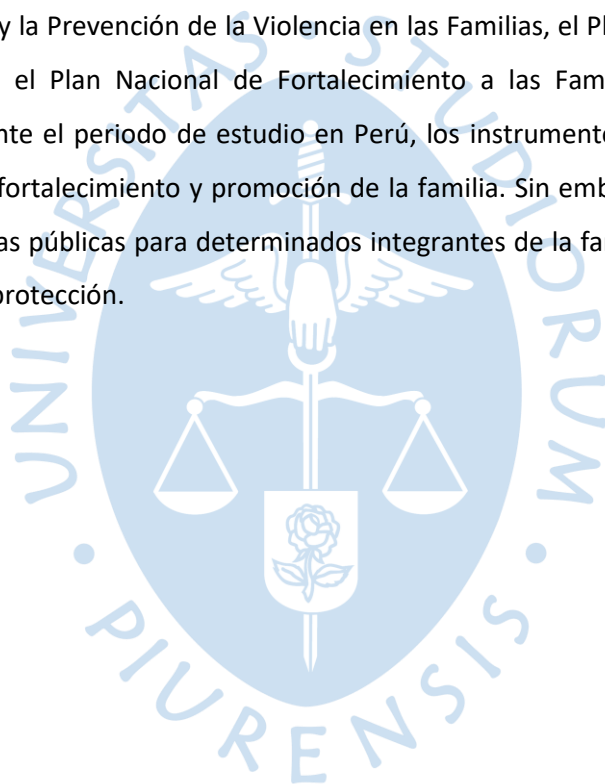 y la Prevención de la Violencia en las Familias, el Pl
el Plan Nacional de Fortalecimiento a las Fam
nte el periodo de estudio en Perú, los instrument
fortalecimiento y promoción de la familia. Sin emb
as públicas para determinados integrantes de la fa
protección.
UNIVERSITAS • STUDIORUM • PIURENSIS •